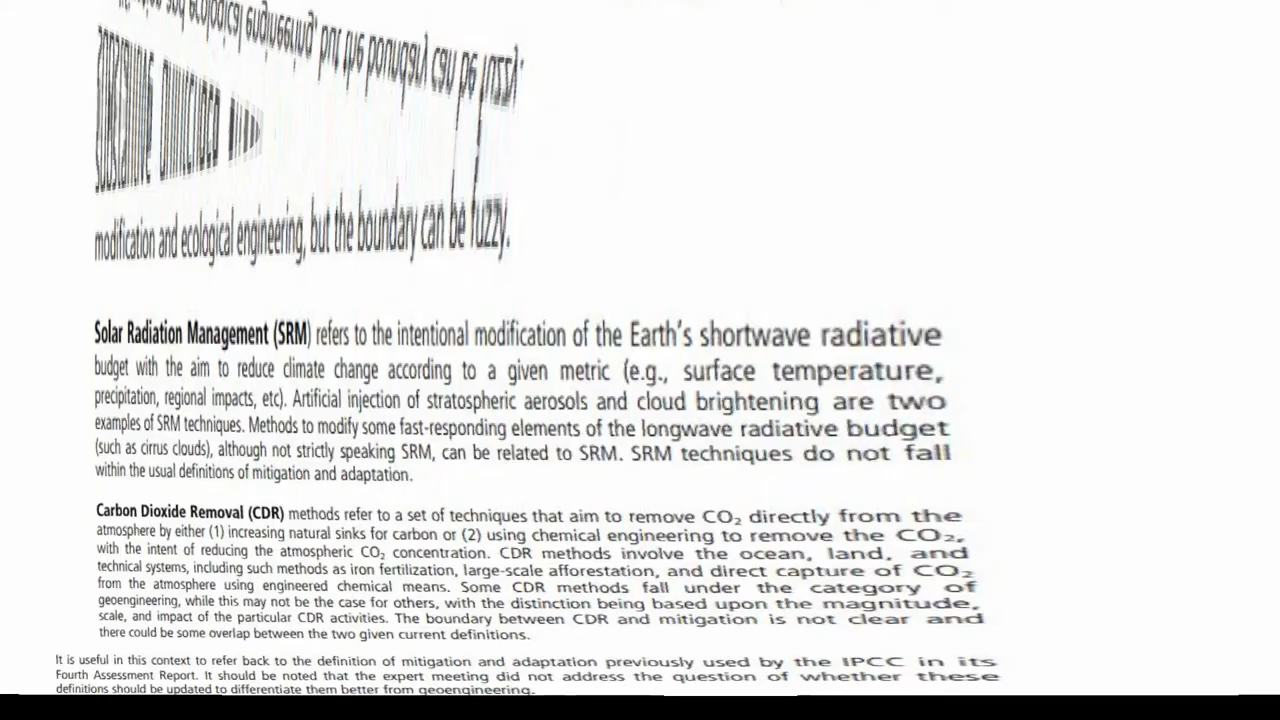 modification and ecological engineering, but the boundary can be fuzzy.
Solar Radiation Management (SRM) refers to the intentional modification of the Earth's shortwave radiative
budget with the aim to reduce climate change according to a given metric (e.g., surface temperature,
precipitation, regional impacts, etc). Artificial injection of stratospheric aerosols and cloud brightening are two
examples of SRM techniques. Methods to modify some fast-responding elements of the longwave radiative budget
(such as cirrus clouds), although not strictly speaking SRM, can be related to SRM. SRM techniques do not fall
within the usual definitions of mitigation and adaptation.
Carbon Dioxide Removal (CDR) methods refer to a set of techniques that aim to remove CO₂ directly from the
atmosphere by either (1) increasing natural sinks for carbon or (2) using chemical engineering to remove the CO₂,
with the intent of reducing the atmospheric CO₂ concentration. CDR methods involve the ocean, land, and
technical systems, including such methods as iron fertilization, large-scale afforestation, and direct capture of CO₂
from the atmosphere using engineered chemical means. Some CDR methods fall under the category of
geoengineering, while this may not be the case for others, with the distinction being based upon the magnitude,
scale, and impact of the particular CDR activities. The boundary between CDR and mitigation is not clear and
there could be some overlap between the two given current definitions.
It is useful in this context to refer back to the definition of mitigation and adaptation previously used by the IPCC in its
Fourth Assessment Report. It should be noted that the expert meeting did not address the question of whether these
definitions should be updated to differentiate them better from geoengineering.